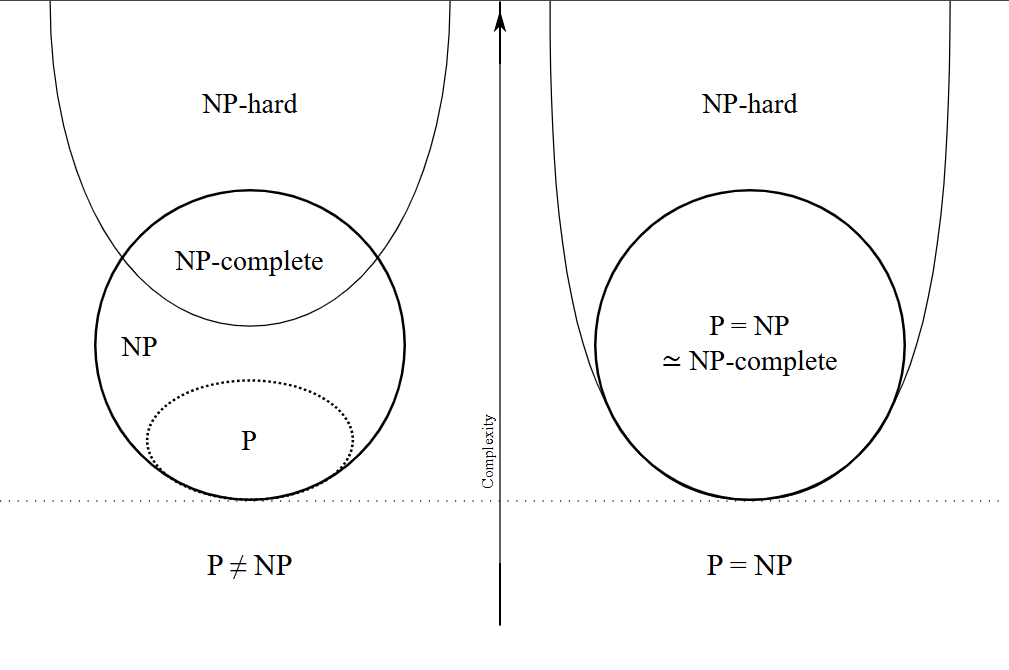 NP-hard
NP-complete
NP
P
P ≠ NP
Complexity
NP-hard
P = NP
≃ NP-complete
P = NP